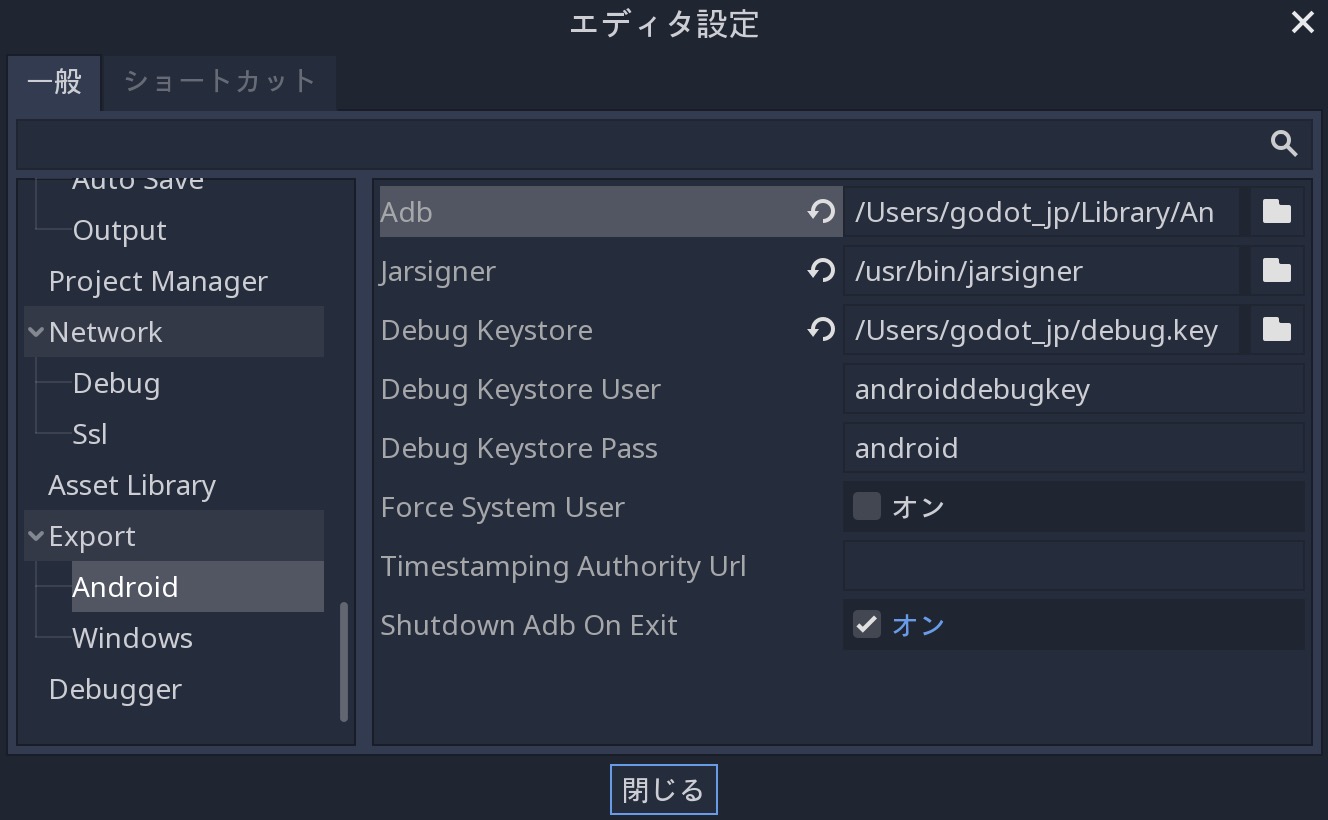 エディタ設定
一般
ショートカット
Auto Save
Output
Project Manager
Network
Debug
Ssl
Asset Library
Export
Android
Windows
Debugger
Adb /Users/godot_jp/Library/An
Jarsigner /usr/bin/jarsigner
Debug Keystore /Users/godot_jp/debug.key
Debug Keystore User androiddebugkey
Debug Keystore Pass android
Force System User オン
Timestamping Authority Url
Shutdown Adb On Exit オン
閉じる